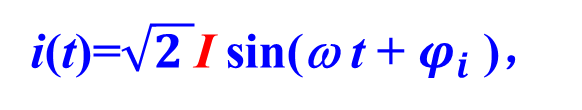 i(t)=√2 I sin(ω t + φᵢ ),